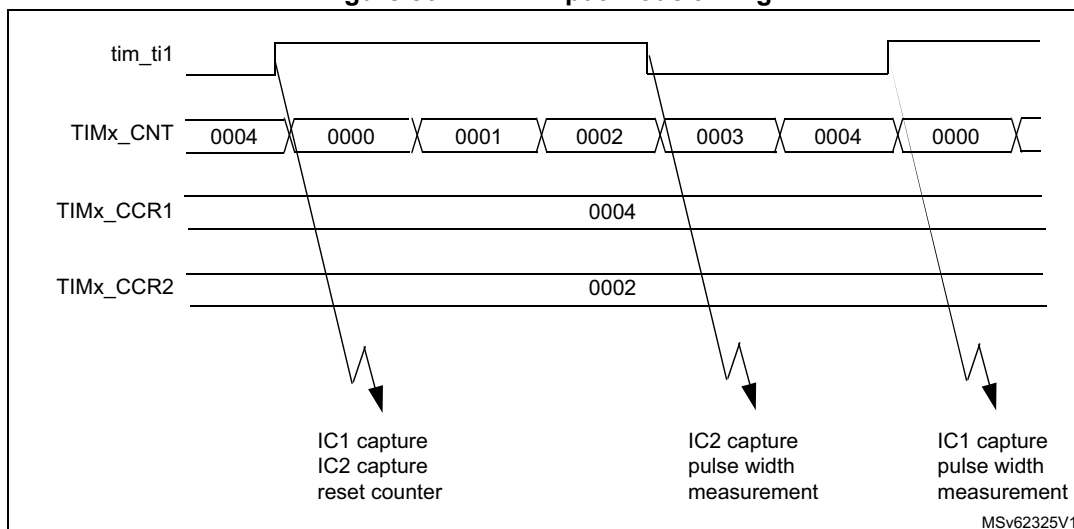 tim_ti1
TIMx_CNT 0004 0000 0001 0002 0003 0004 0000
TIMx_CCR1 0004
TIMx_CCR2 0002
IC1 capture
IC2 capture
reset counter
IC2 capture
pulse width
measurement
IC1 capture
pulse width
measurement
MSv62325V1